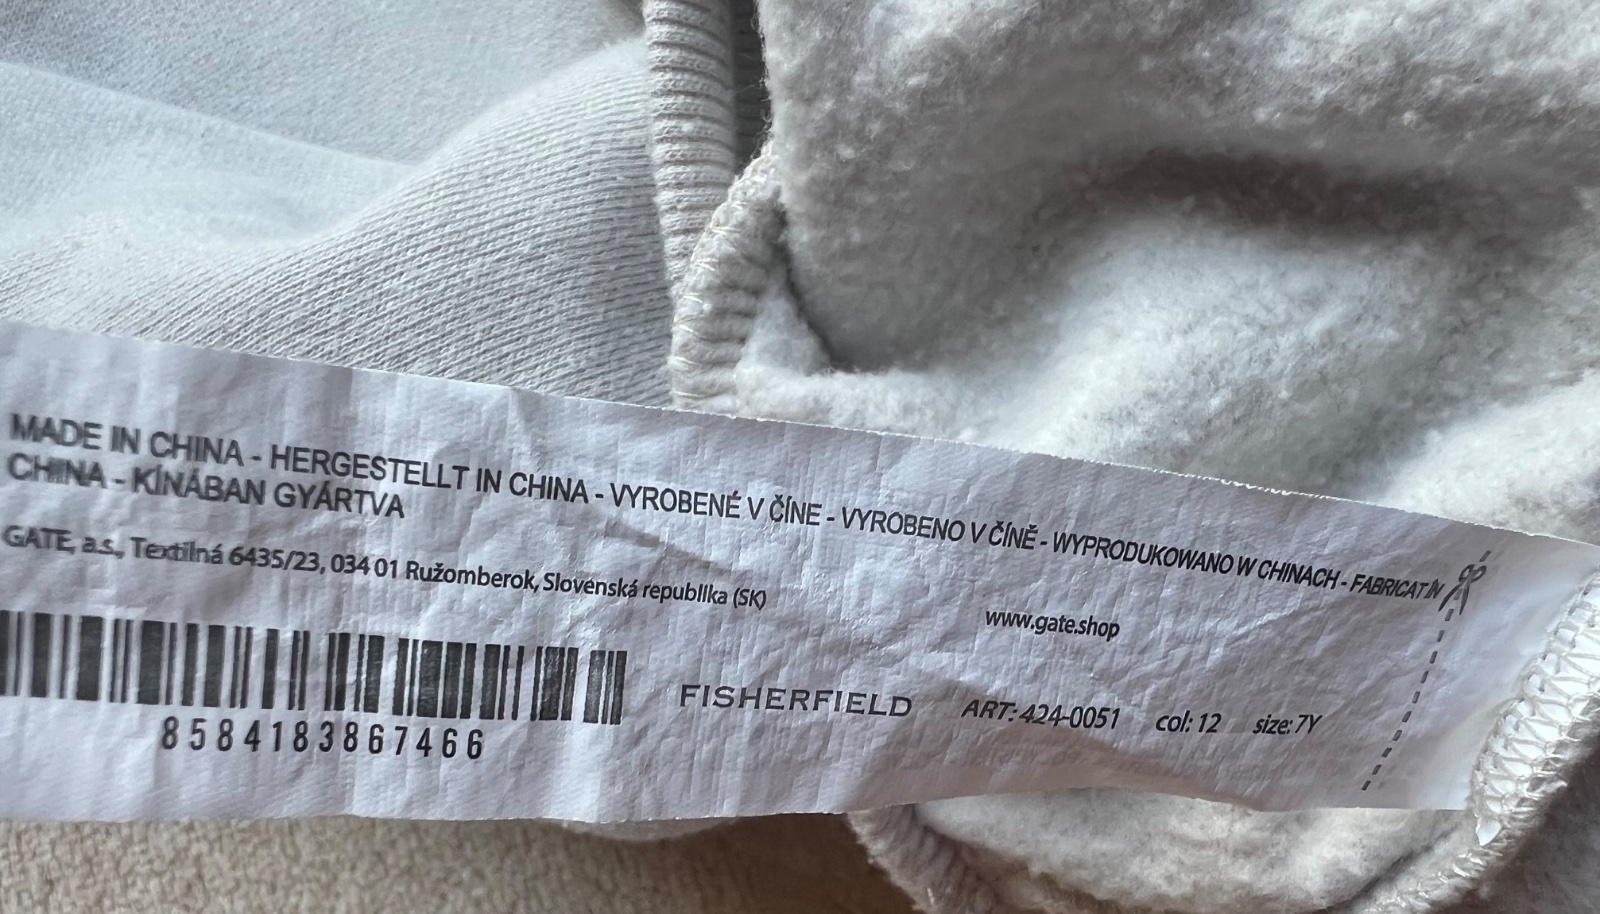 MADE IN CHINA - HERGESTELLT IN CHINA - VYROBENÉ V ČÍNE - VYROBENO V ČÍNĚ - WYPRODUKOWANO W CHINACH - FABRICAT ÎN
CHINA - KÍNÁBAN GYÁRTVA
GATE, a.s., Textilná 6435/23, 034 01 Ružomberok, Slovenská republika (SK)
www.gate.shop
FISHERFIELD ART: 424-0051 col: 12 size: 7Y
8584183867466